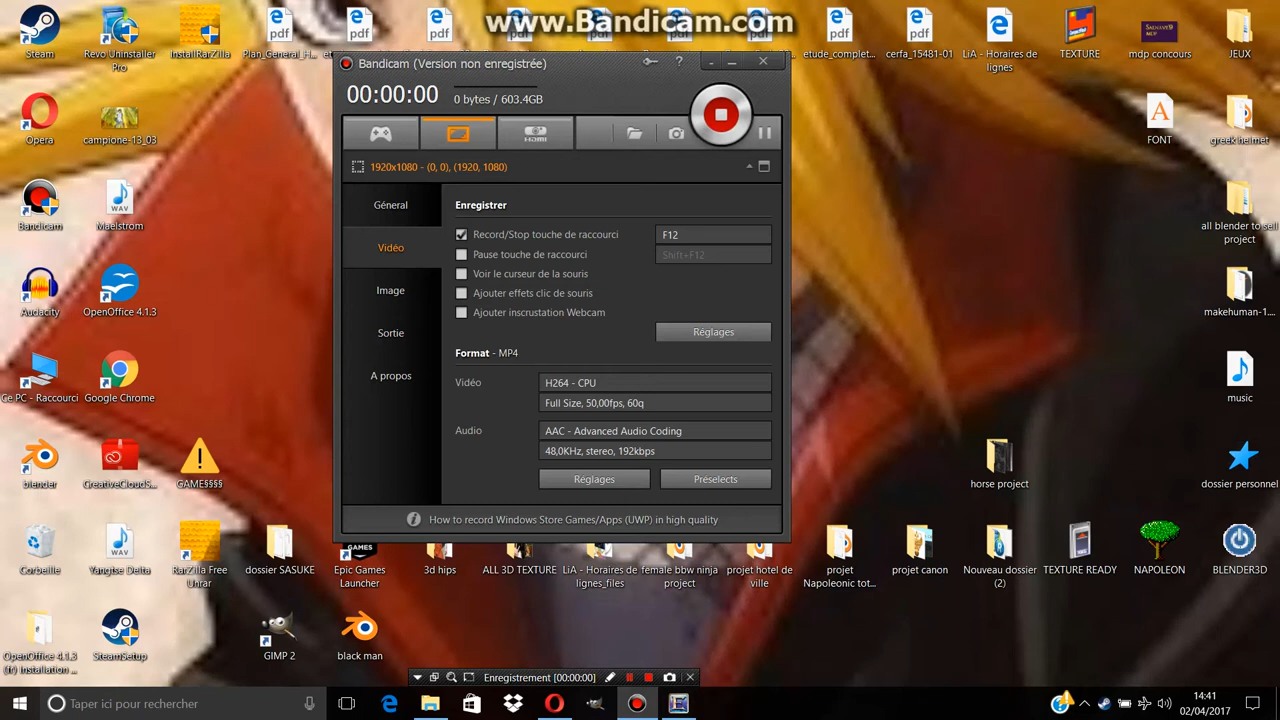 www.Bandicam.com
Steam
Revo Uninstaller
Pro
InstallRarZilla
Plan_General_H...
etude_complet...
cerfa_15481-01
LiA - Horaires de
lignes
TEXTURE
mdp concours
JEUX
Opera
campione-13_03
FONT
greek helmet
Bandicam
Maelstrom
all blender to sell
project
Audacity
OpenOffice 4.1.3
makehuman-1....
Ce PC - Raccourci
Google Chrome
music
blender
CreativeCloudS...
GAME§§§§
horse project
dossier personnel
Corbeille
Yangtse Delta
RarZilla Free
Unrar
dossier SASUKE
Epic Games
Launcher
3d hips
ALL 3D TEXTURE
LiA - Horaires de
lignes_files
female bbw ninja
project
projet hotel de
ville
projet
Napoleonic tot...
projet canon
Nouveau dossier
(2)
TEXTURE READY
NAPOLEON
BLENDER3D
OpenOffice 4.1.3
(fr) Installation ...
SteamSetup
GIMP 2
black man
Bandicam (Version non enregistrée)
00:00:00
0 bytes / 603.4GB
HDMI
1920x1080 - (0, 0), (1920, 1080)
Géneral
Vidéo
Image
Sortie
A propos
Enregistrer
Record/Stop touche de raccourci
F12
Pause touche de raccourci
Shift+F12
Voir le curseur de la souris
Ajouter effets clic de souris
Ajouter inscrustation Webcam
Réglages
Format - MP4
Vidéo
H264 - CPU
Full Size, 50,00fps, 60q
Audio
AAC - Advanced Audio Coding
48,0KHz, stereo, 192kbps
Réglages
Préselects
How to record Windows Store Games/Apps (UWP) in high quality
Enregistrement [00:00:00]
Taper ici pour rechercher
14:41
02/04/2017